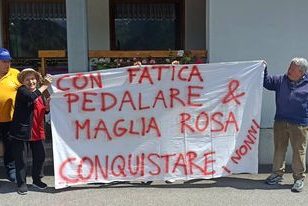 CON FATICA
PEDALARE &
MAGLIA ROSA
CONQUISTARE
I NONNI